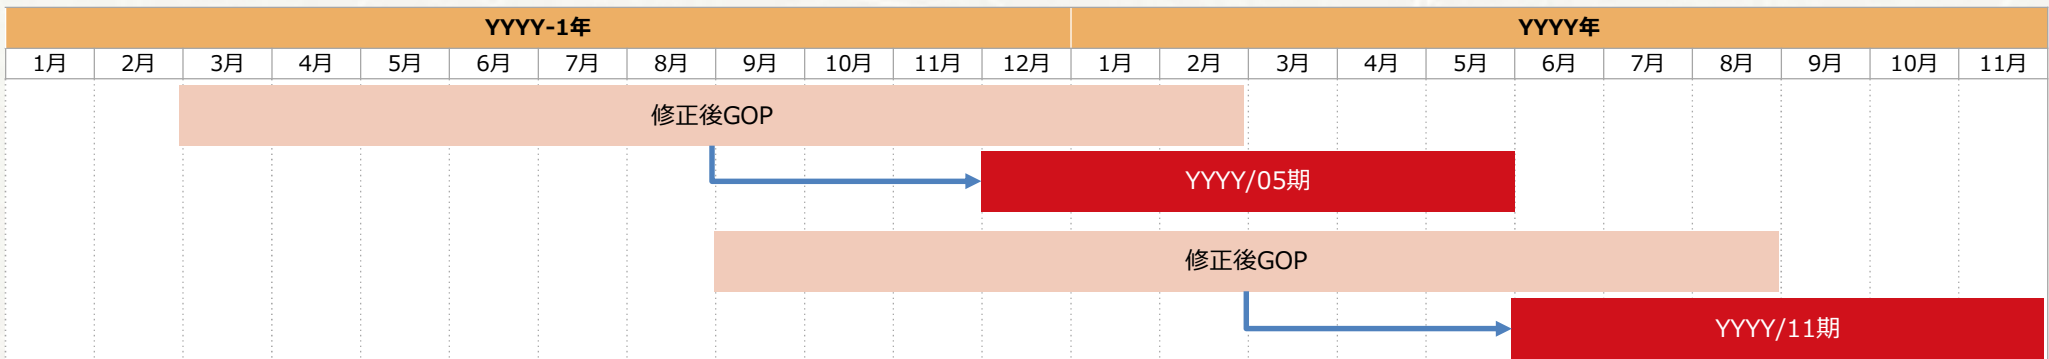 YYYY-1年 YYYY年
1月 2月 3月 4月 5月 6月 7月 8月 9月 10月 11月 12月 1月 2月 3月 4月 5月 6月 7月 8月 9月 10月 11月
修正後GOP
YYYY/05期
修正後GOP
YYYY/11期